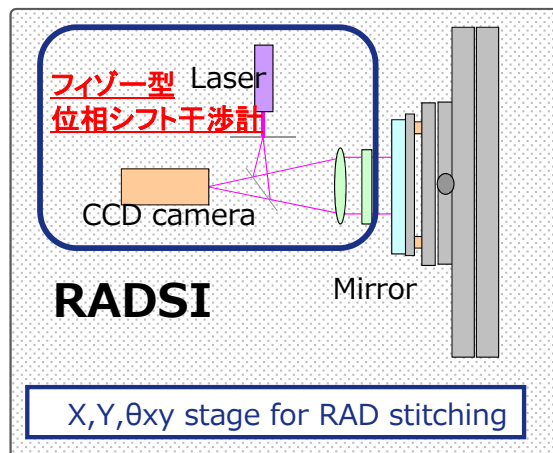 Laser
フィゾー型
位相シフト干渉計
CCD camera
RADSI
Mirror
X,Y,θxy stage for RAD stitching